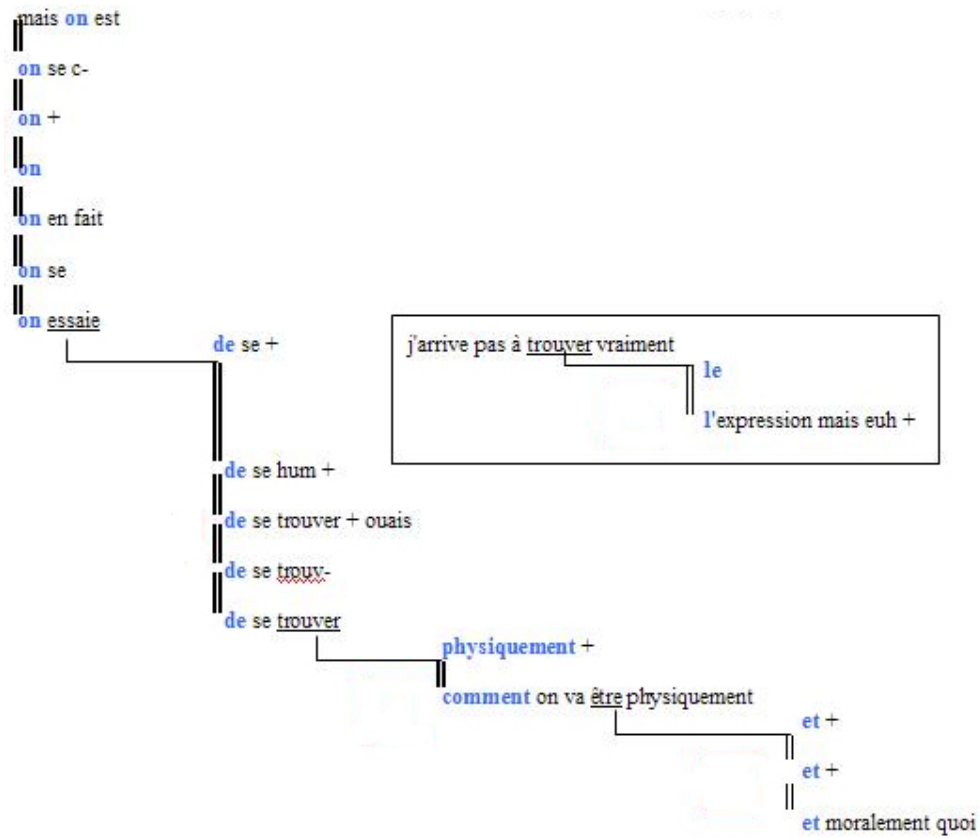 mais on est
on se c-
on +
on
on en fait
on se
on essaie
de se +
j'arrive pas à trouver vraiment
le
l'expression mais euh +
de se hum +
de se trouver + ouais
de se trouv-
de se trouver
physiquement +
comment on va être physiquement
et +
et +
et moralement quoi